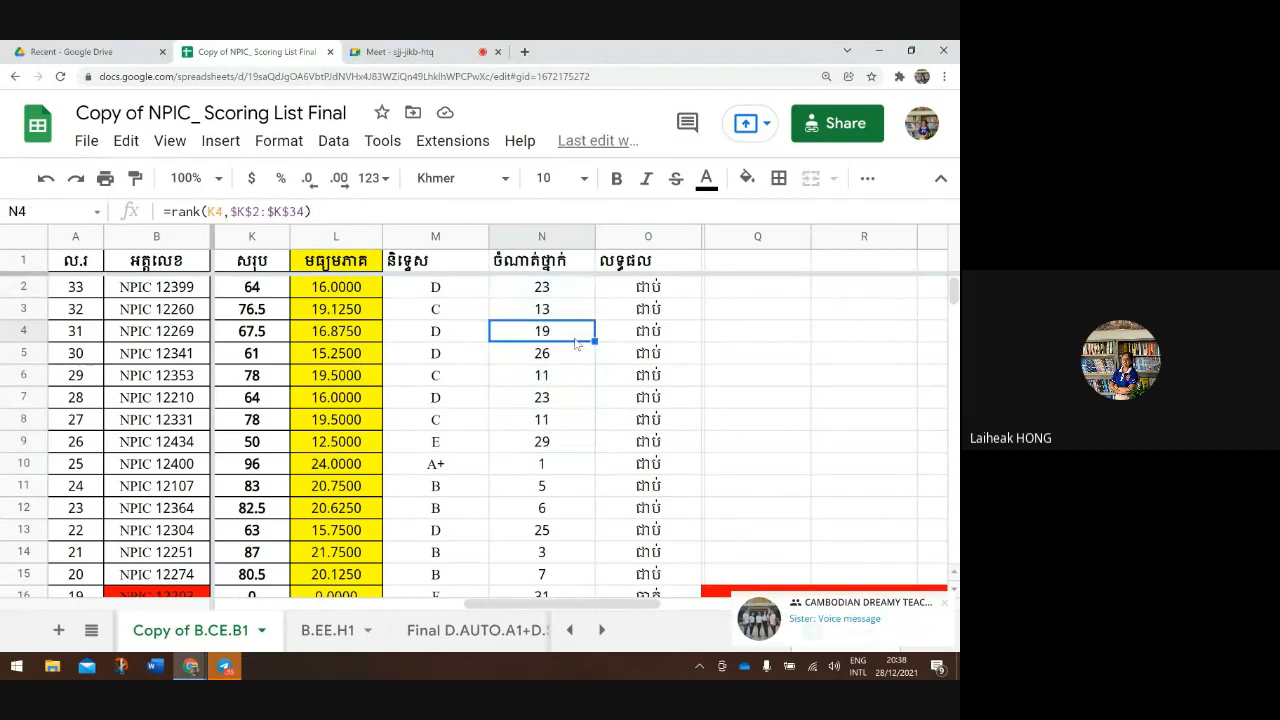 Recent - Google Drive
Copy of NPIC_ Scoring List Final
Meet - sjj-jikb-htq
docs.google.com/spreadsheets/d/19saQdJgOA6VbtPJdNVHx4J83WZiQn49LhklhWPCPwXc/edit#gid=1672175272
Copy of NPIC_ Scoring List Final
Share
File Edit View Insert Format Data Tools Extensions Help Last edit w...
100% $ % .0 .00 123 Khmer 10 B I S A
N4 fx =rank(K4,$K$2:$K$34)
A B K L M N O Q R
1 ល.រ អត្តលេខ សរុប មធ្យមភាគ និទ្ទេស ចំណាត់ថ្នាក់ លទ្ធផល
2 33 NPIC 12399 64 16.0000 D 23 ជាប់
3 32 NPIC 12260 76.5 19.1250 C 13 ជាប់
4 31 NPIC 12269 67.5 16.8750 D 19 ជាប់
5 30 NPIC 12341 61 15.2500 D 26 ជាប់
6 29 NPIC 12353 78 19.5000 C 11 ជាប់
7 28 NPIC 12210 64 16.0000 D 23 ជាប់
8 27 NPIC 12331 78 19.5000 C 11 ជាប់
9 26 NPIC 12434 50 12.5000 E 29 ជាប់
10 25 NPIC 12400 96 24.0000 A+ 1 ជាប់
11 24 NPIC 12107 83 20.7500 B 5 ជាប់
12 23 NPIC 12364 82.5 20.6250 B 6 ជាប់
13 22 NPIC 12304 63 15.7500 D 25 ជាប់
14 21 NPIC 12251 87 21.7500 B 3 ជាប់
15 20 NPIC 12274 80.5 20.1250 B 7 ជាប់
16 19 NPIC 0 0.0000 31
CAMBODIAN DREAMY TEAC...
Sister: Voice message
Copy of B.CE.B1 B.EE.H1 Final D.AUTO.A1+D.
ENG
INTL
20:38
28/12/2021
Laiheak HONG